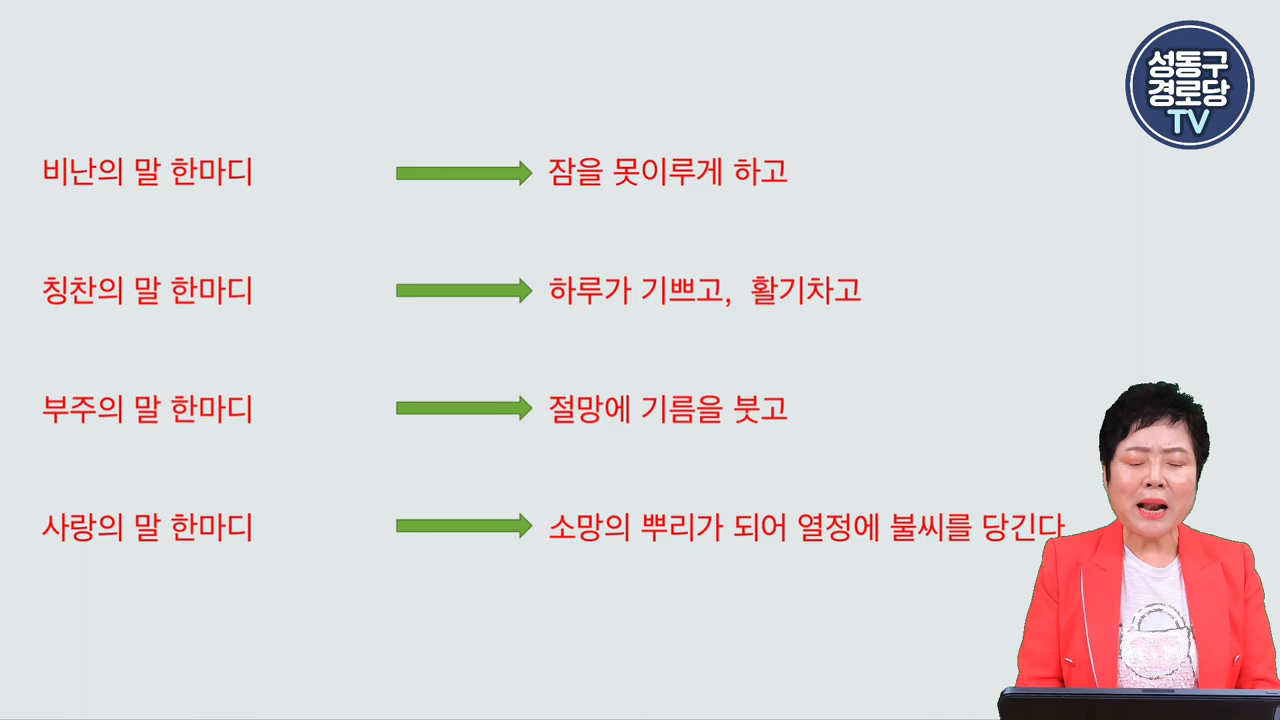 성동구
경로당
TV
비난의 말 한마디 잠을 못이루게 하고
칭찬의 말 한마디 하루가 기쁘고, 활기차고
부주의 말 한마디 절망에 기름을 붓고
사랑의 말 한마디 소망의 뿌리가 되어 열정에 불씨를 당긴다